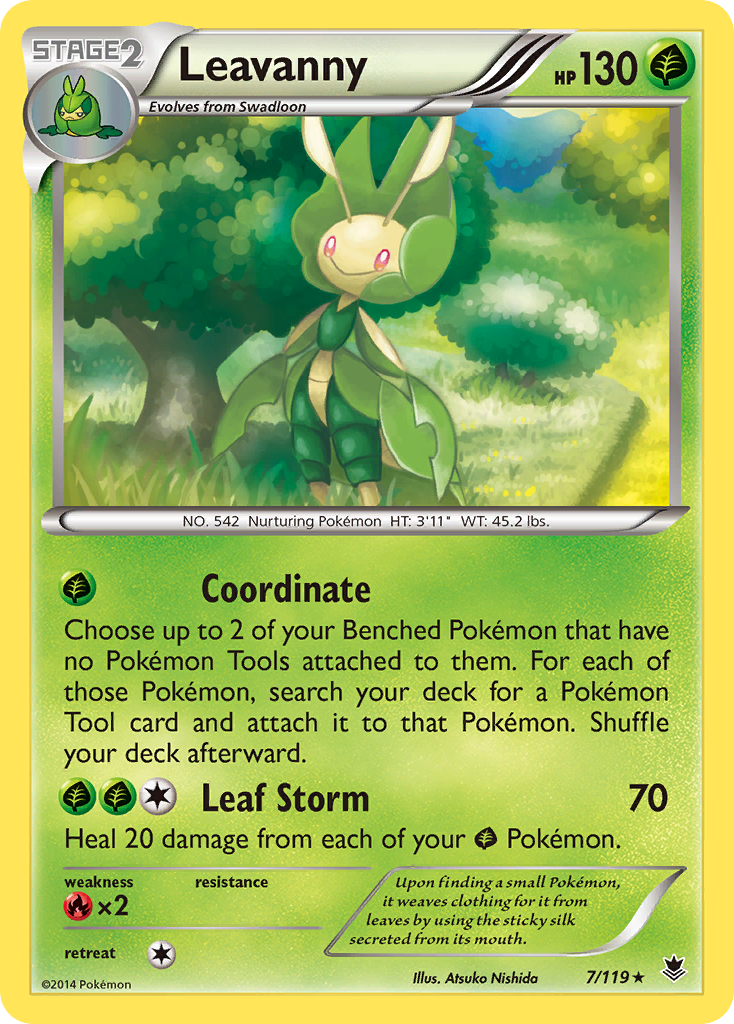 STAGE2
Leavanny
HP 130
Evolves from Swadloon
NO. 542 Nurturing Pokémon HT: 3'11" WT: 45.2 lbs.
Coordinate
Choose up to 2 of your Benched Pokémon that have
no Pokémon Tools attached to them. For each of
those Pokémon, search your deck for a Pokémon
Tool card and attach it to that Pokémon. Shuffle
your deck afterward.
Leaf Storm 70
Heal 20 damage from each of your Pokémon.
weakness resistance
×2
retreat
Upon finding a small Pokémon,
it weaves clothing for it from
leaves by using the sticky silk
secreted from its mouth.
©2014 Pokémon
Illus. Atsuko Nishida
7/119 ★